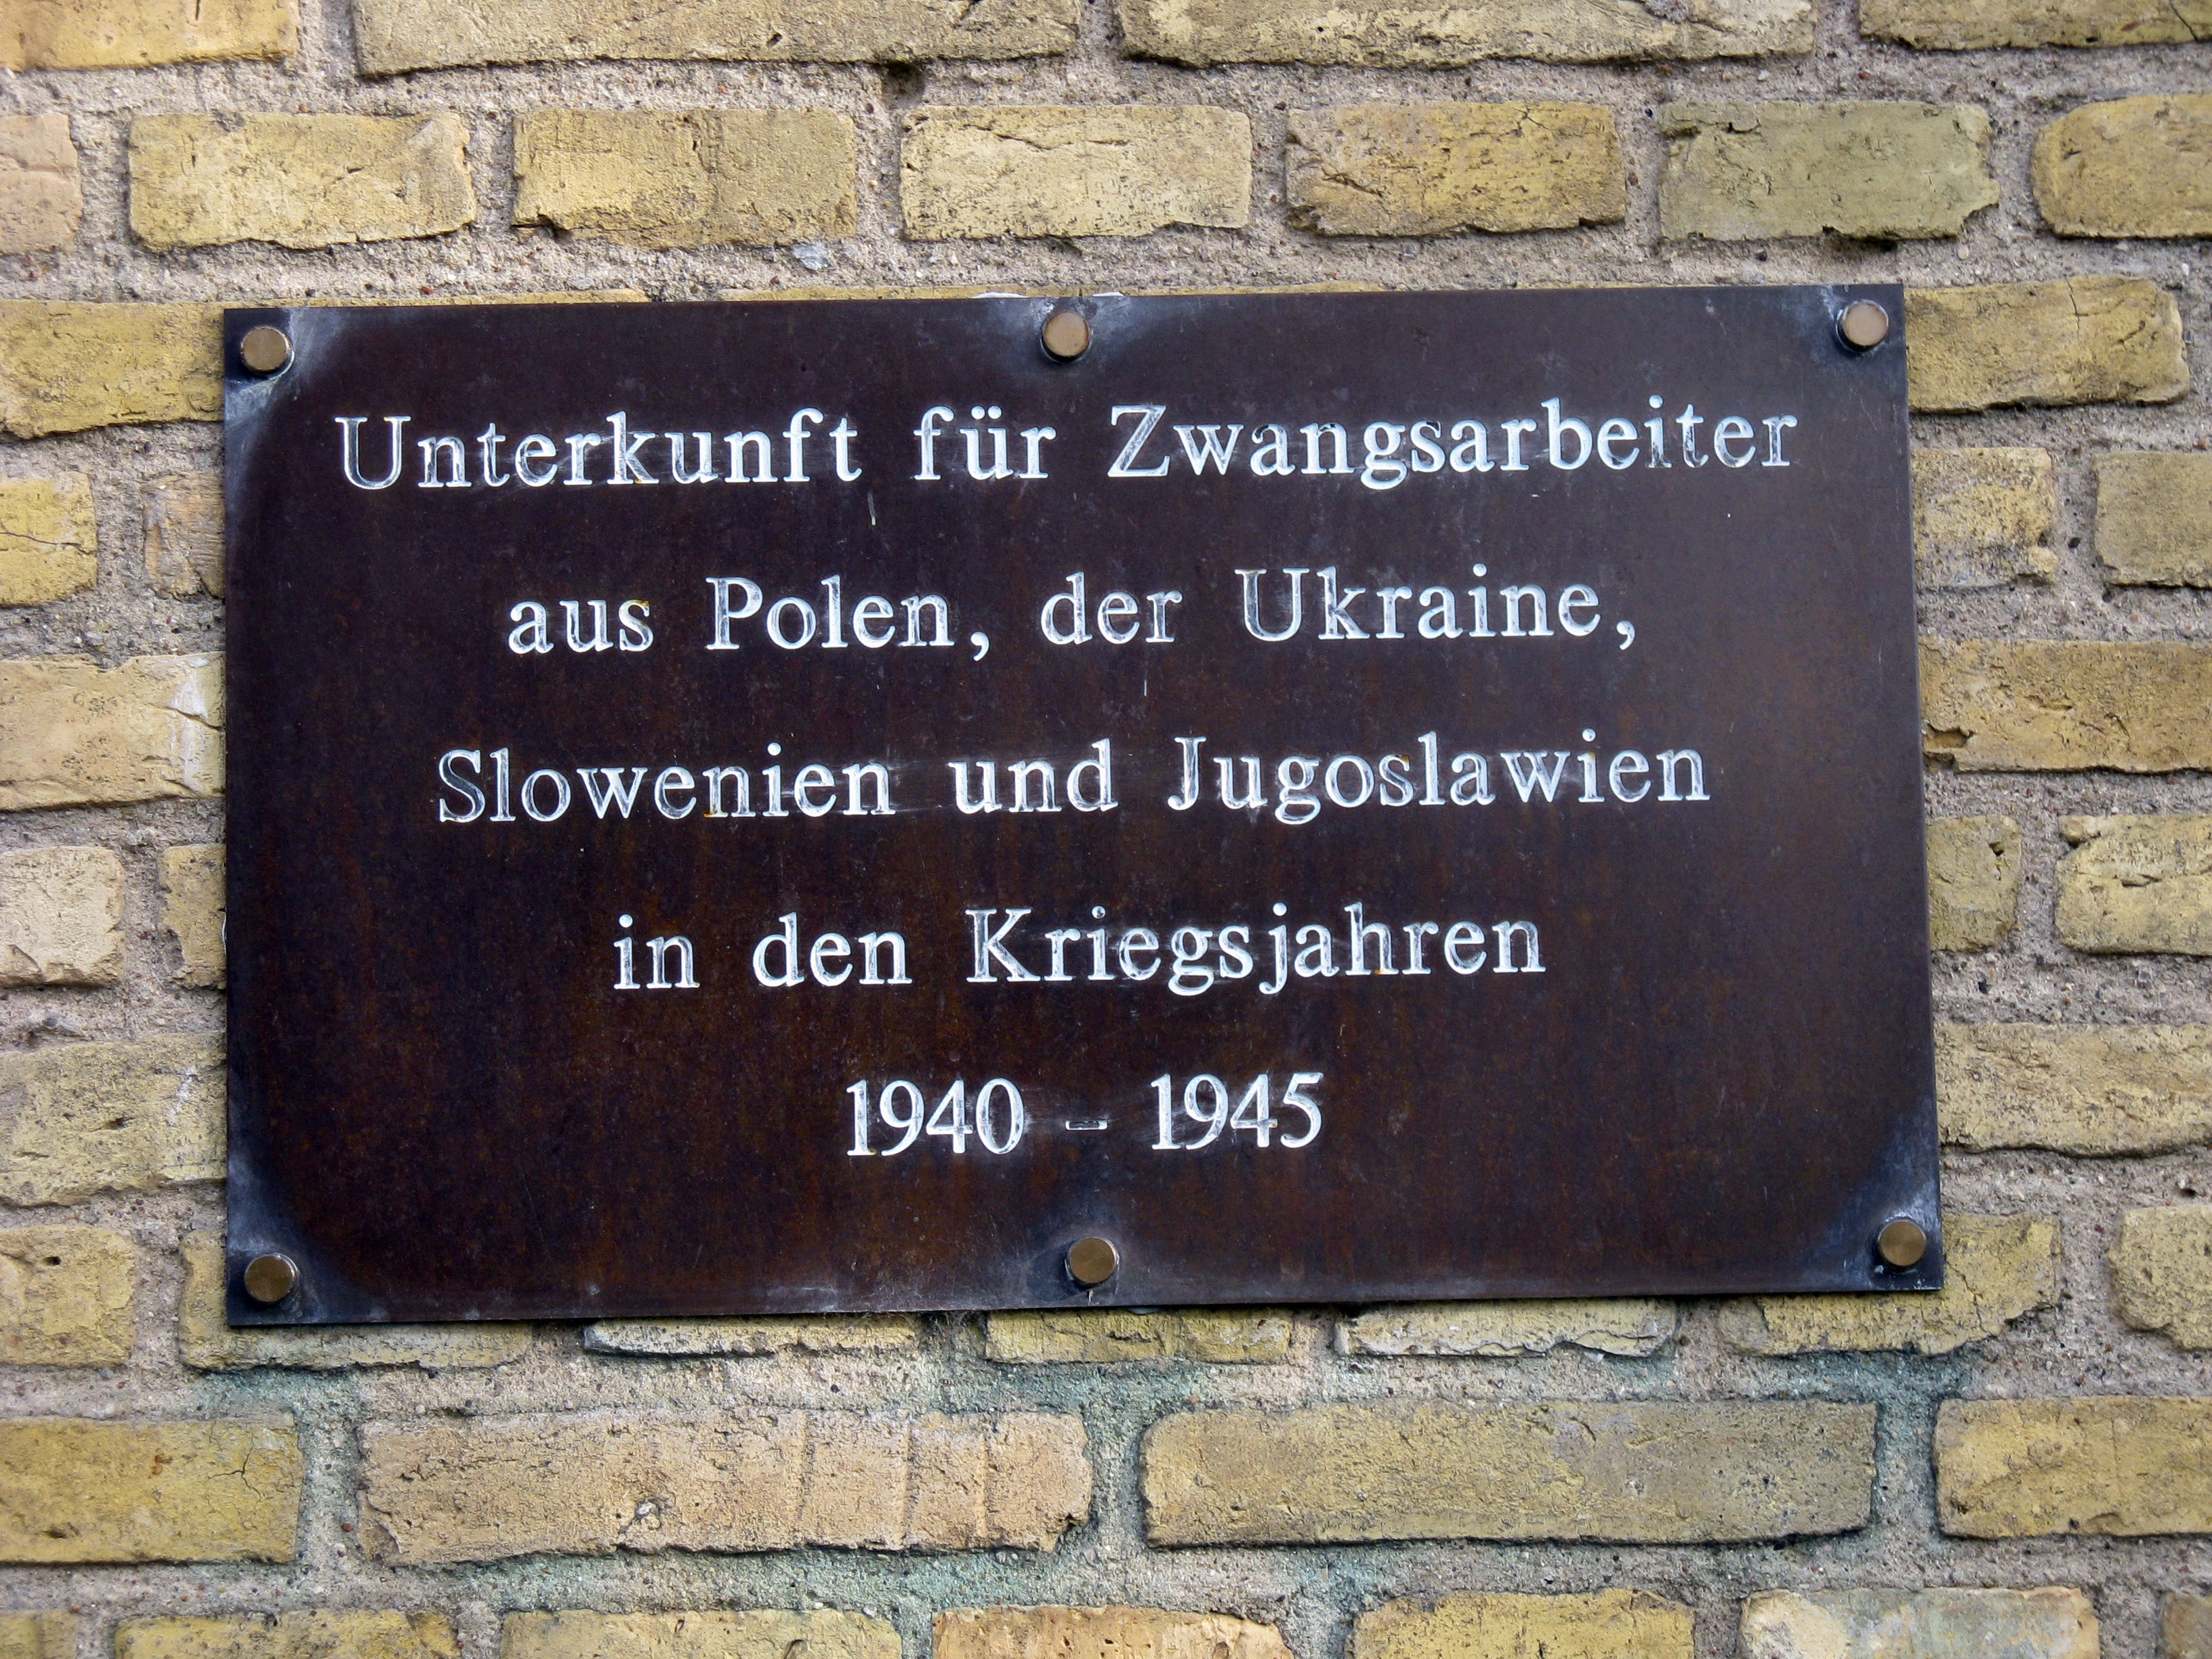 Unterkunft für Zwangsarbeiter
aus Polen, der Ukraine,
Slowenien und Jugoslawien
in den Kriegsjahren
1940 - 1945